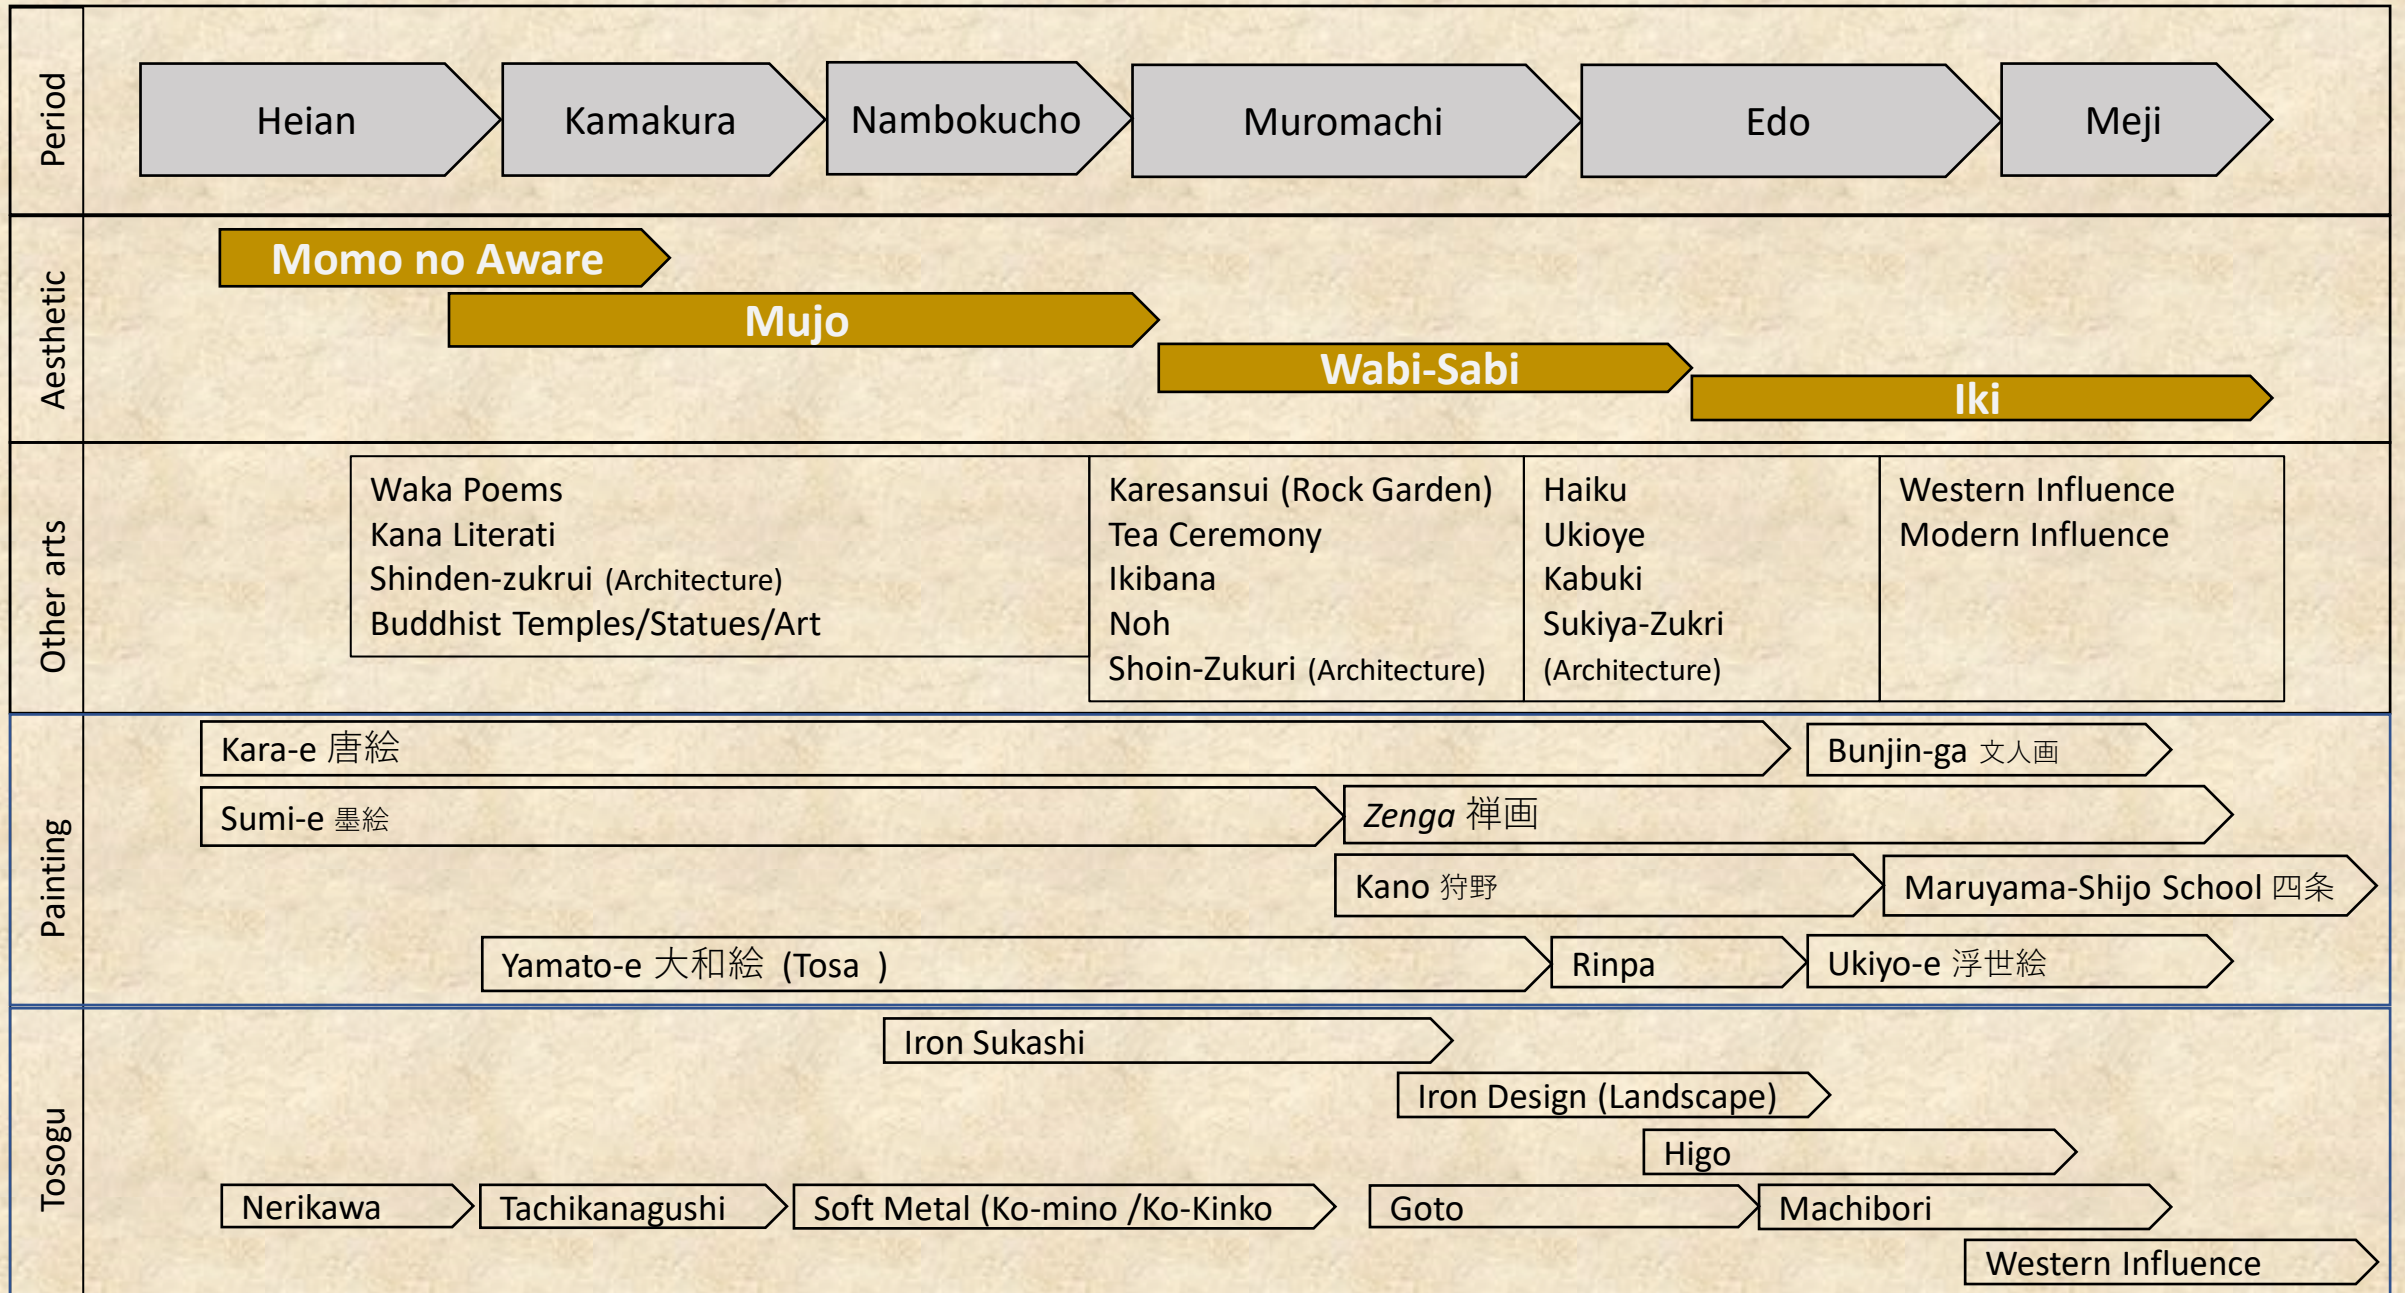 Period
Heian
Kamakura
Nambokucho
Muromachi
Edo
Meji
Aesthetic
Momo no Aware
Mujo
Wabi-Sabi
Iki
Other arts
Waka Poems
Kana Literati
Shinden-zukrui (Architecture)
Buddhist Temples/Statues/Art
Karesansui (Rock Garden)
Tea Ceremony
Ikibana
Noh
Shoin-Zukuri (Architecture)
Haiku
Ukioye
Kabuki
Sukiya-Zukri
(Architecture)
Western Influence
Modern Influence
Painting
Kara-e 唐絵
Bunjin-ga 文人画
Sumi-e 墨絵
Zenga 禅画
Kano 狩野
Maruyama-Shijo School 四条
Yamato-e 大和絵 (Tosa )
Rinpa
Ukiyo-e 浮世絵
Tosogu
Iron Sukashi
Iron Design (Landscape)
Higo
Nerikawa
Tachikanagushi
Soft Metal (Ko-mino /Ko-Kinko
Goto
Machibori
Western Influence